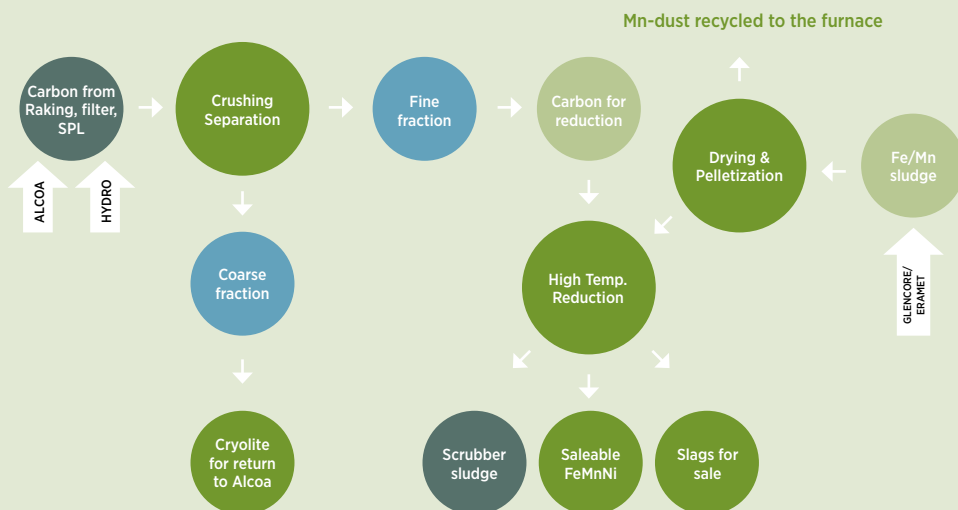 Mn-dust recycled to the furnace
Carbon from
Raking, filter,
SPL
Crushing
Separation
Fine
fraction
Carbon for
reduction
Drying &
Pelletization
Fe/Mn
sludge
ALCOA
HYDRO
GLENCORE/
ERAMET
Coarse
fraction
High Temp.
Reduction
Cryolite
for return
to Alcoa
Scrubber
sludge
Saleable
FeMnNi
Slags for
sale